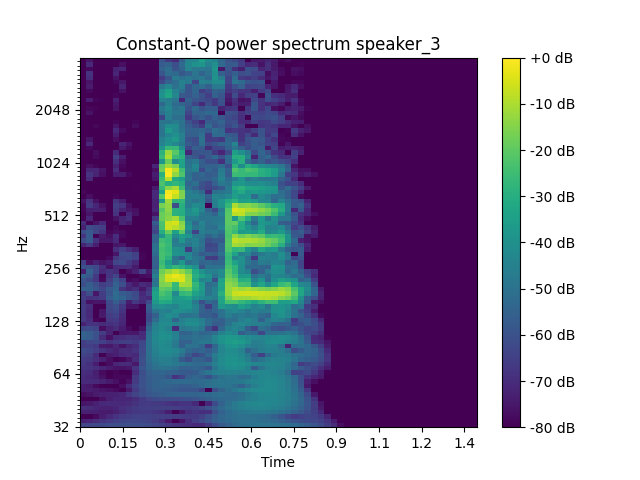 Constant-Q power spectrum speaker_3
Hz
2048
1024
512
256
128
64
32
0 0.15 0.3 0.45 0.6 0.75 0.9 1.1 1.2 1.4
Time
+0 dB
-10 dB
-20 dB
-30 dB
-40 dB
-50 dB
-60 dB
-70 dB
-80 dB